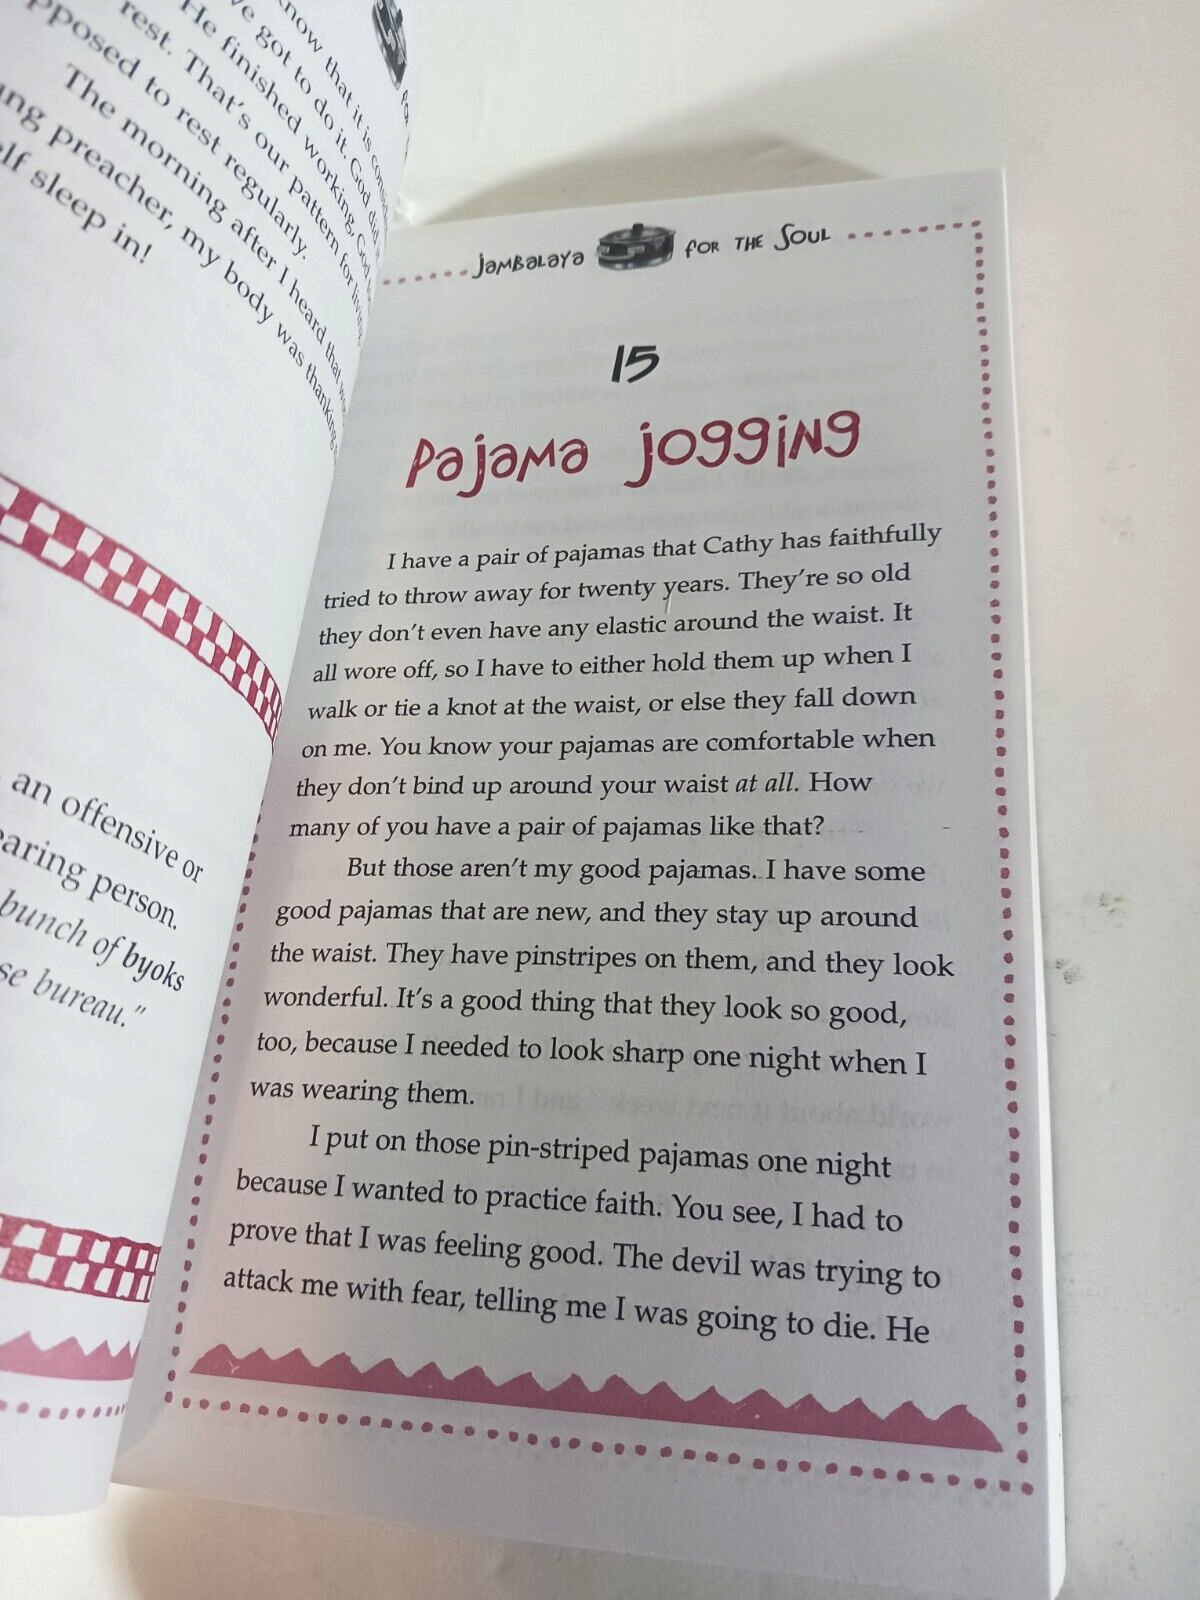 know that it is
've got to do it. God did it
He finished working, God
rest. That's our pattern for living.
pposed to rest regularly.
The morning after I heard that
ng preacher, my body was thanking
elf sleep in!
, an offensive or
earing person.
bunch of byoks
se bureau."
JAMBALAYA FOR THE SOUL
15
Pajama Jogging
I have a pair of pajamas that Cathy has faithfully
tried to throw away for twenty years. They're so old
they don't even have any elastic around the waist. It
all wore off, so I have to either hold them up when I
walk or tie a knot at the waist, or else they fall down
on me. You know your pajamas are comfortable when
they don't bind up around your waist at all. How
many of you have a pair of pajamas like that?
But those aren't my good pajamas. I have some
good pajamas that are new, and they stay up around
the waist. They have pinstripes on them, and they look
wonderful. It's a good thing that they look so good,
too, because I needed to look sharp one night when I
was wearing them.
I put on those pin-striped pajamas one night
because I wanted to practice faith. You see, I had to
prove that I was feeling good. The devil was trying to
attack me with fear, telling me I was going to die. He